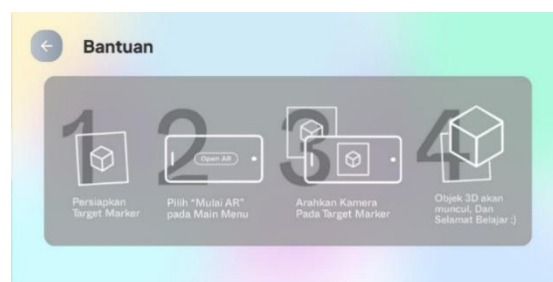 Bantuan
1
Persiapkan
Target Marker
2
Open AR
Pilih "Mulai AR"
pada Main Menu
3
Arahkan Kamera
Pada Target Marker
4
Objek 3D akan
muncul, Dan
Selamat Belajar :)